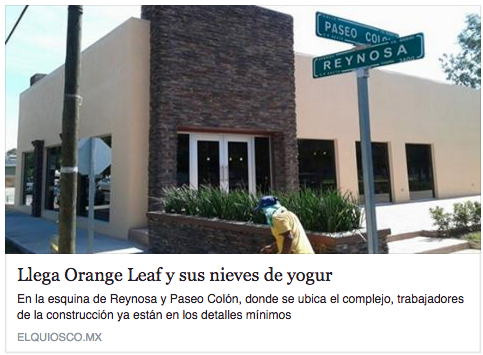 PASEO COLÓN
REYNOSA
Llega Orange Leaf y sus nieves de yogur
En la esquina de Reynosa y Paseo Colón, donde se ubica el complejo, trabajadores
de la construcción ya están en los detalles mínimos
ELQUIOSCO.MX